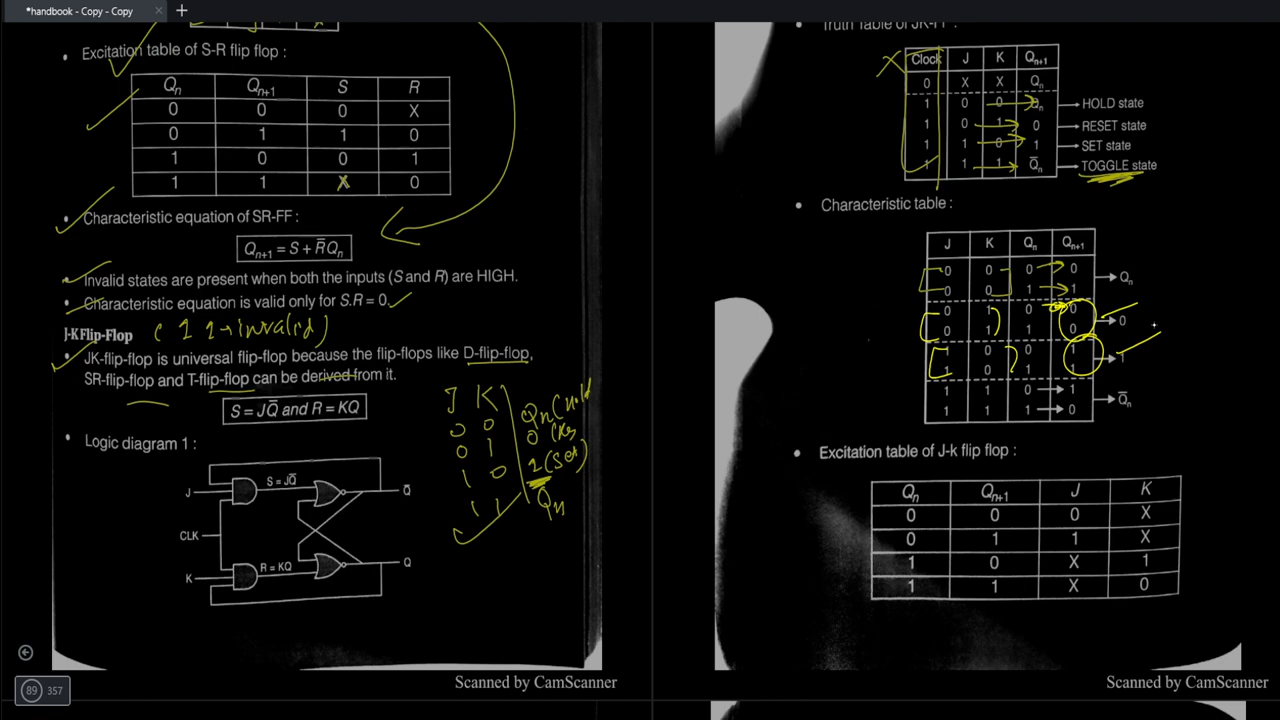 *handbook - Copy - Copy
Excitation table of S-R flip flop :
Qn Qn+1 S R
0 0 0 X
0 1 1 0
1 0 0 1
1 1 X 0
Characteristic equation of SR-FF :
Qn+1 = S + R̅Qn
Invalid states are present when both the inputs (S and R) are HIGH.
Characteristic equation is valid only for S.R = 0.
J-K Flip-Flop ( 1 1 → invalid)
JK-flip-flop is universal flip-flop because the flip-flops like D-flip-flop,
SR-flip-flop and T-flip-flop can be derived from it.
S = JQ̅ and R = KQ
J K
0 0 Qn (Hold
0 1 0 (Res
1 0 1 (Set)
1 1 Q̅n
Logic diagram 1 :
J S = JQ̅ Q̅
CLK
K R = KQ Q
89 357
Scanned by CamScanner
Truth Table of JK-FF :
X
Clock J K Qn+1
0 X X Qn
1 0 0 Qn HOLD state
1 0 1 0 RESET state
1 1 0 1 SET state
1 1 1 Q̅n TOGGLE state
Characteristic table :
J K Qn Qn+1
0 0 0 0
0 0 1 1
Qn
0 1 0 0
0 1 1 0
0
1 0 0 1
1 0 1 1
1
1 1 0 1
1 1 1 0
Q̅n
Excitation table of J-k flip flop :
Qn Qn+1 J K
0 0 0 X
0 1 1 X
1 0 X 1
1 1 X 0
Scanned by CamScanner